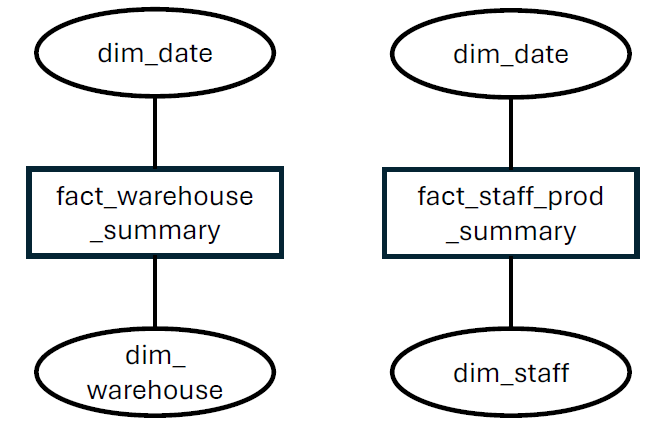 dim_date
fact_warehouse
_summary
dim_
warehouse
dim_date
fact_staff_prod
_summary
dim_staff